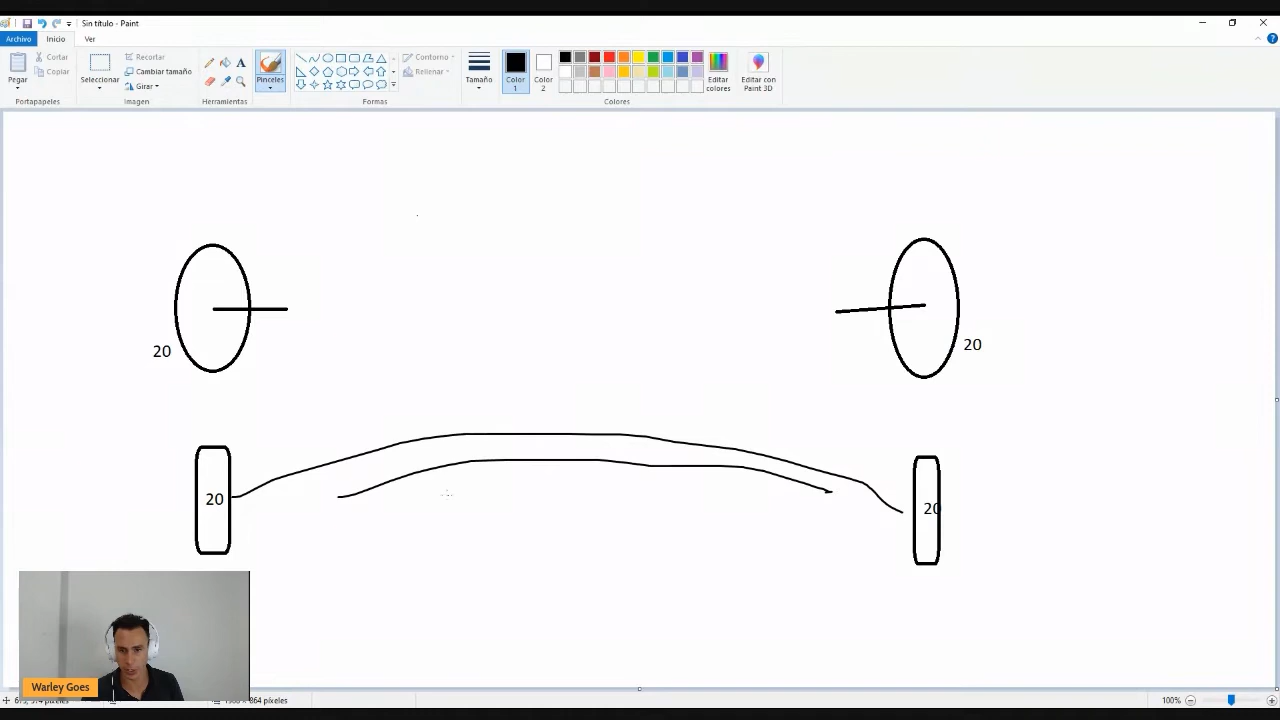 Sin título - Paint
Archivo Inicio Ver
Pegar
Cortar
Copiar
Portapapeles
Seleccionar
Recortar
Cambiar tamaño
Girar
Imagen
A
Herramientas
Pinceles
Contorno
Rellenar
Formas
Tamaño
Color 1
Color 2
Editar colores
Editar con Paint 3D
Colores
20
20
20
20
Warley Goes
100%